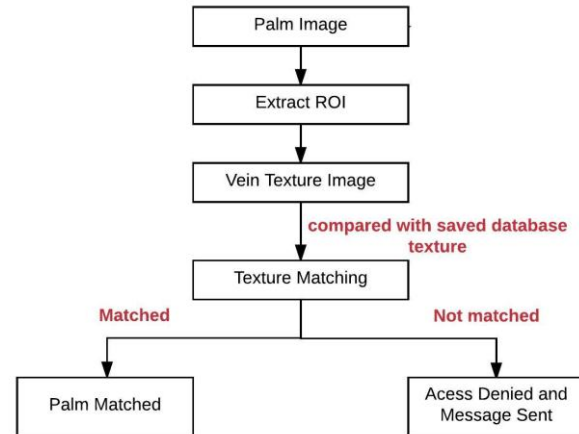 Palm Image
Extract ROI
Vein Texture Image
compared with saved database
texture
Texture Matching
Matched
Not matched
Palm Matched
Acess Denied and
Message Sent